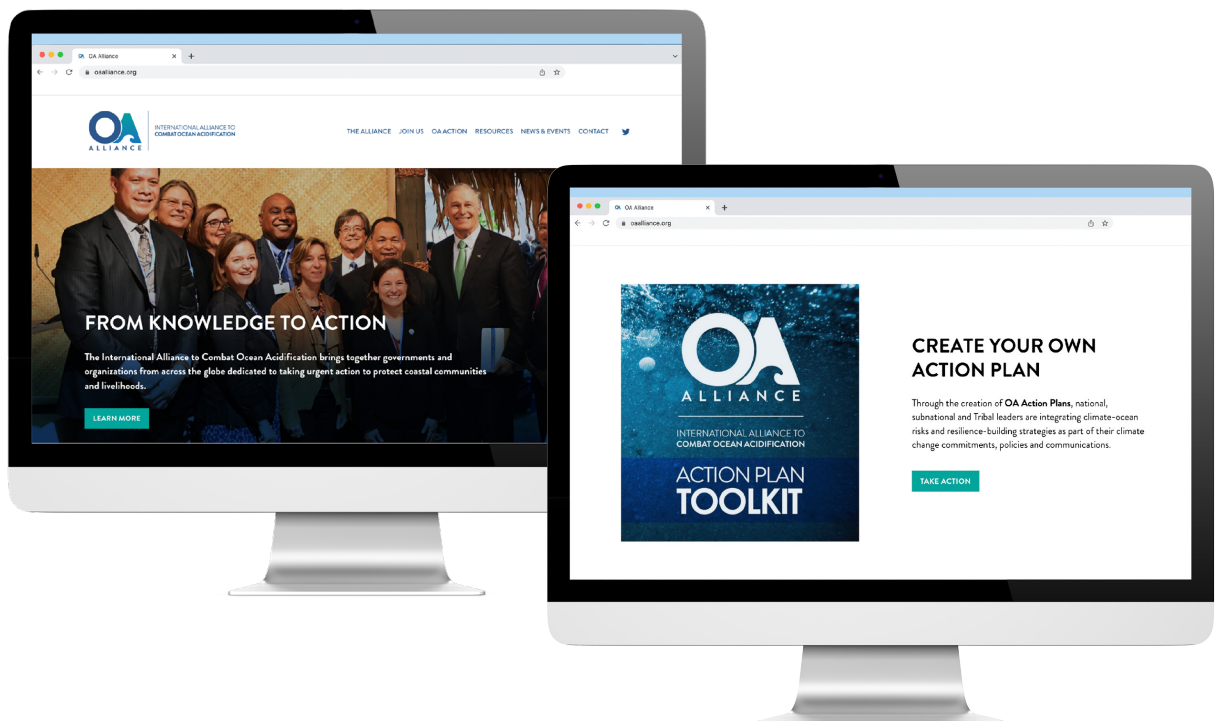 OA Alliance
osalliance.org
OA
ALLIANCE
INTERNATIONAL ALLIANCE TO
COMBAT OCEAN ACIDIFICATION
THE ALLIANCE JOIN US OA ACTION RESOURCES NEWS & EVENTS CONTACT
FROM KNOWLEDGE TO ACTION
The International Alliance to Combat Ocean Acidification brings together governments and
organizations from across the globe dedicated to taking urgent action to protect coastal communities
and livelihoods.
LEARN MORE
OA Alliance
oaalliance.org
OA
ALLIANCE
INTERNATIONAL ALLIANCE TO
COMBAT OCEAN ACIDIFICATION
ACTION PLAN
TOOLKIT
CREATE YOUR OWN
ACTION PLAN
Through the creation of OA Action Plans, national,
subnational and Tribal leaders are integrating climate-ocean
risks and resilience-building strategies as part of their climate
change commitments, policies and communications.
TAKE ACTION